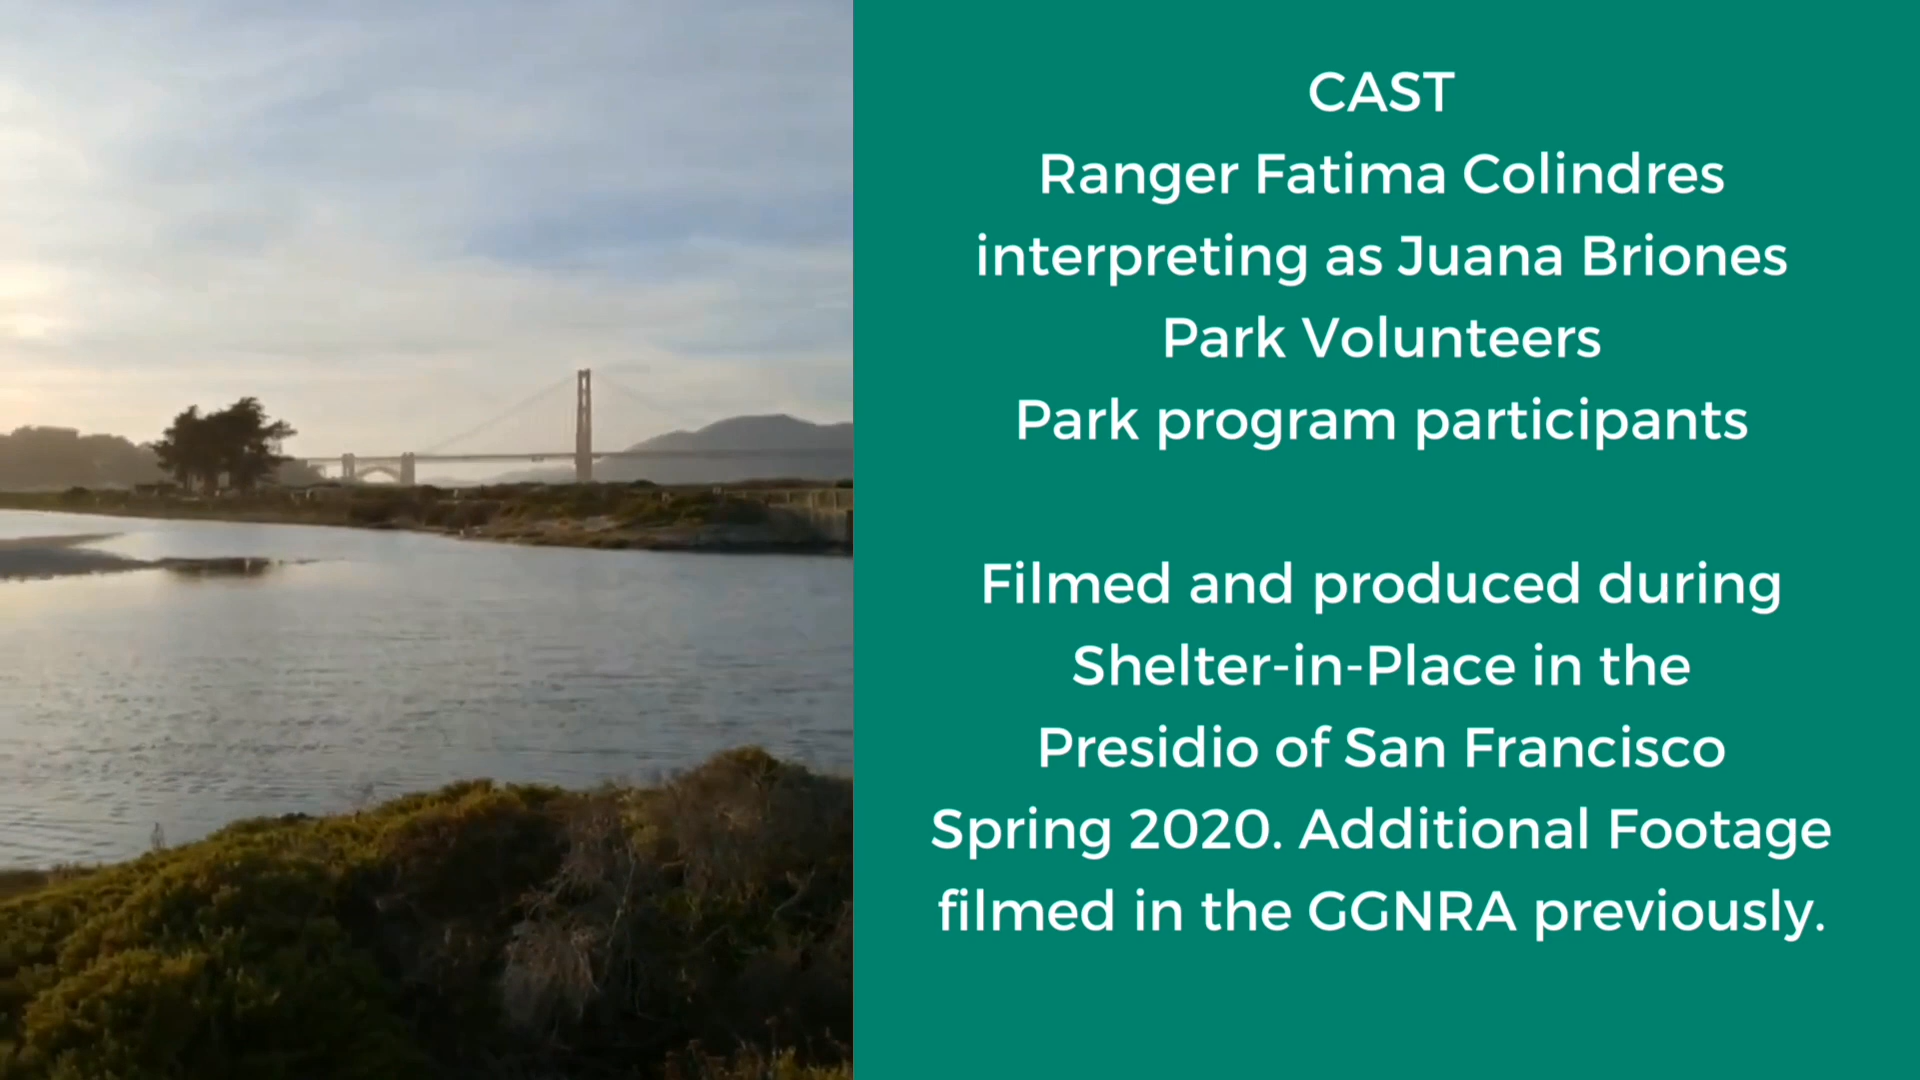 CAST
Ranger Fatima Colindres
interpreting as Juana Briones
Park Volunteers
Park program participants
Filmed and produced during
Shelter-in-Place in the
Presidio of San Francisco
Spring 2020. Additional Footage
filmed in the GGNRA previously.